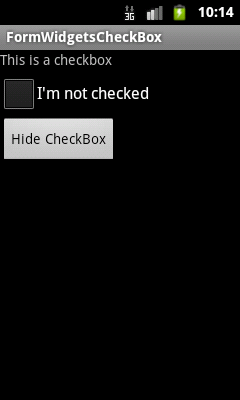 3G 10:14
FormWidgetsCheckBox
This is a checkbox
I'm not checked
Hide CheckBox